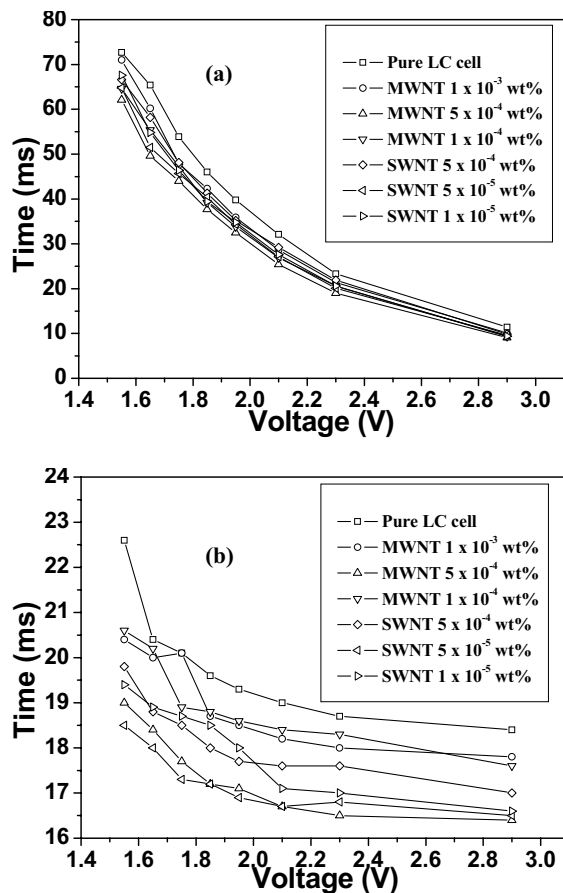 80
70
60
50
40
30
20
10
0
Time (ms)
(a)
Pure LC cell
MWNT 1 x 10⁻³ wt%
MWNT 5 x 10⁻⁴ wt%
MWNT 1 x 10⁻⁴ wt%
SWNT 5 x 10⁻⁴ wt%
SWNT 5 x 10⁻⁵ wt%
SWNT 1 x 10⁻⁵ wt%
1.4 1.6 1.8 2.0 2.2 2.4 2.6 2.8 3.0
Voltage (V)
24
23
22
21
20
19
18
17
16
Time (ms)
(b)
Pure LC cell
MWNT 1 x 10⁻³ wt%
MWNT 5 x 10⁻⁴ wt%
MWNT 1 x 10⁻⁴ wt%
SWNT 5 x 10⁻⁴ wt%
SWNT 5 x 10⁻⁵ wt%
SWNT 1 x 10⁻⁵ wt%
1.4 1.6 1.8 2.0 2.2 2.4 2.6 2.8 3.0
Voltage (V)